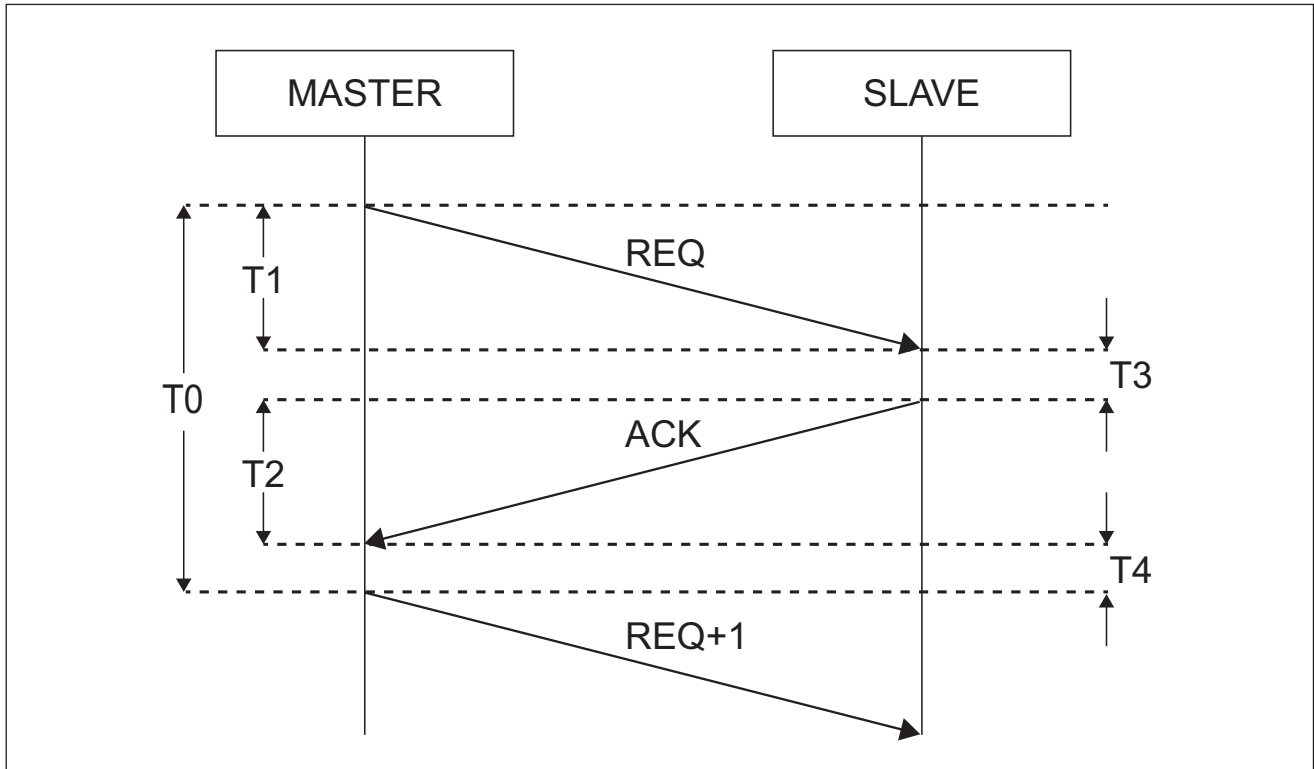 MASTER
SLAVE
REQ
T1
T3
T0
ACK
T2
T4
REQ+1